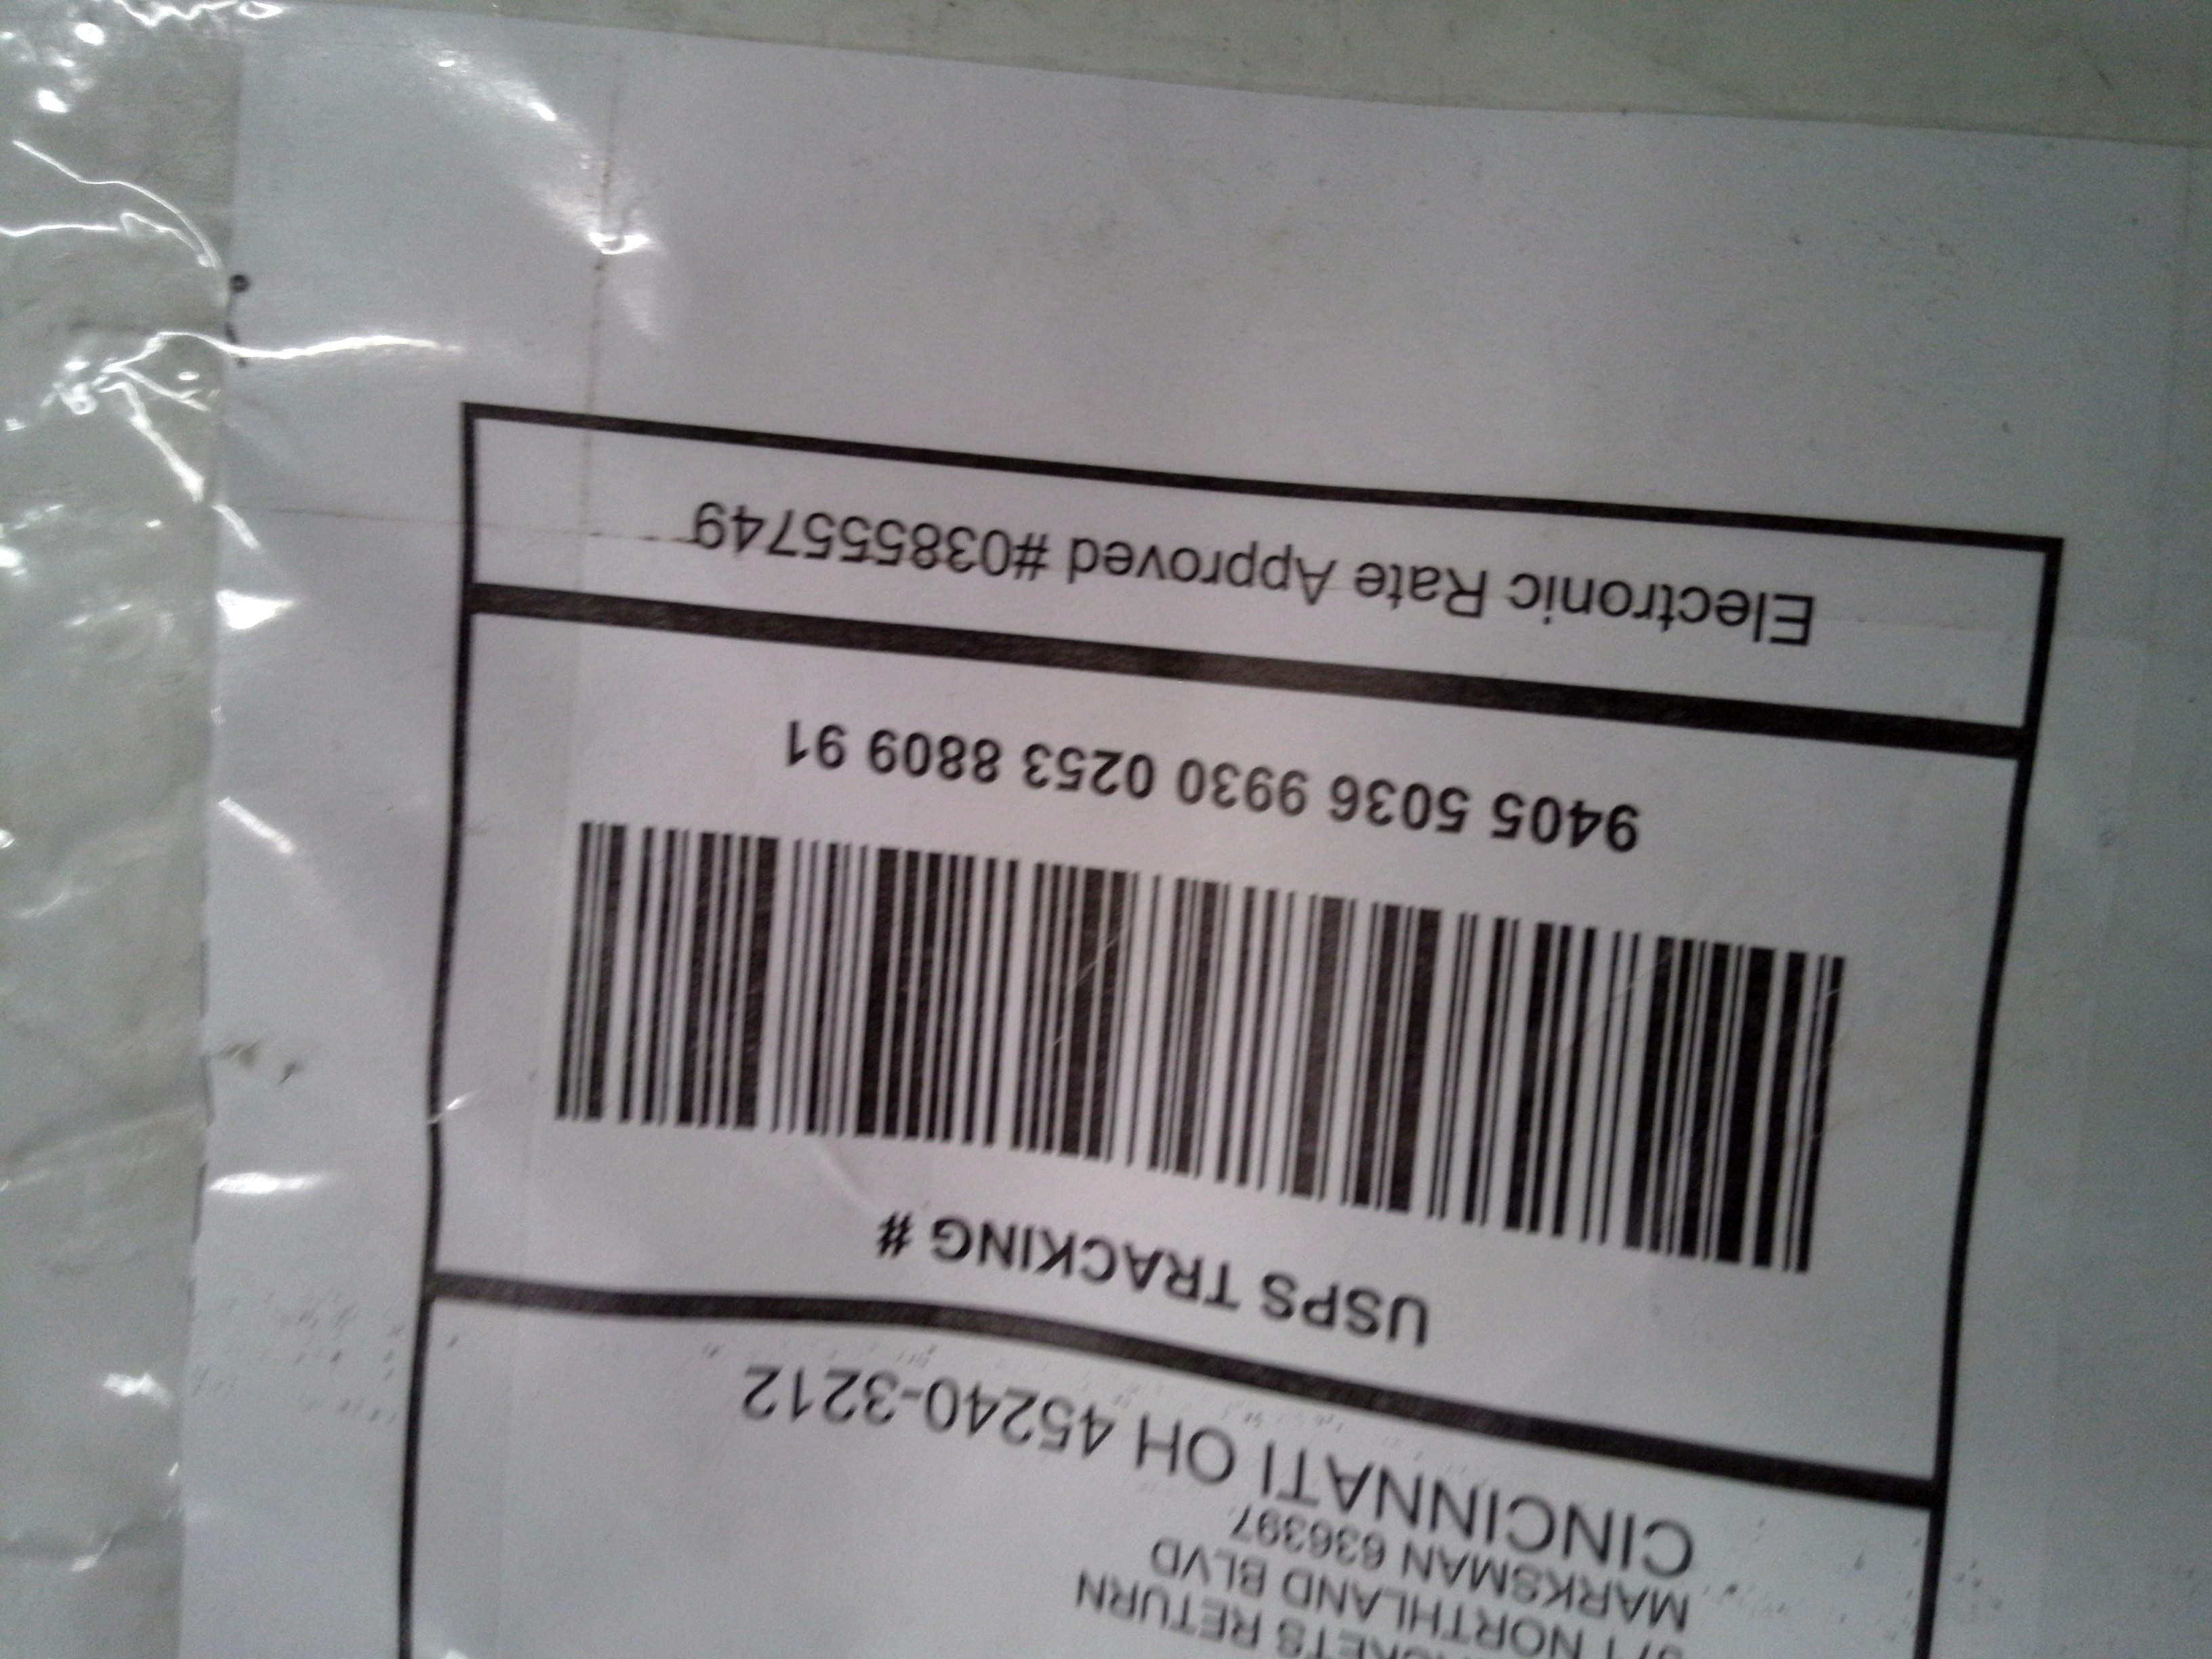 RETURN
NORTHLAND BLVD
MARKSMAN 636397
CINCINNATI OH 45240-3212
USPS TRACKING #
9405 5036 9930 0253 8809 91
Electronic Rate Approved #038555749